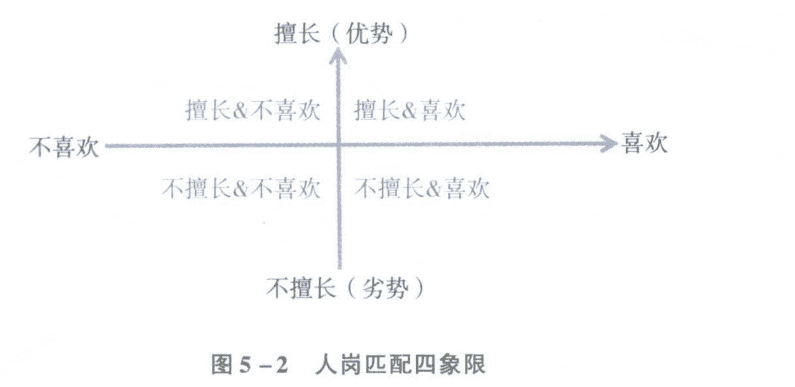 擅长（优势）
擅长&不喜欢 擅长&喜欢
不喜欢 喜欢
不擅长&不喜欢 不擅长&喜欢
不擅长（劣势）
图5-2 人岗匹配四象限